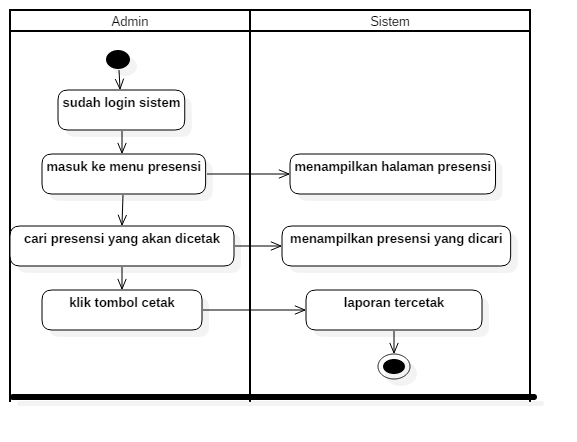 Admin
Sistem
sudah login sistem
masuk ke menu presensi
menampilkan halaman presensi
cari presensi yang akan dicetak
menampilkan presensi yang dicari
klik tombol cetak
laporan tercetak